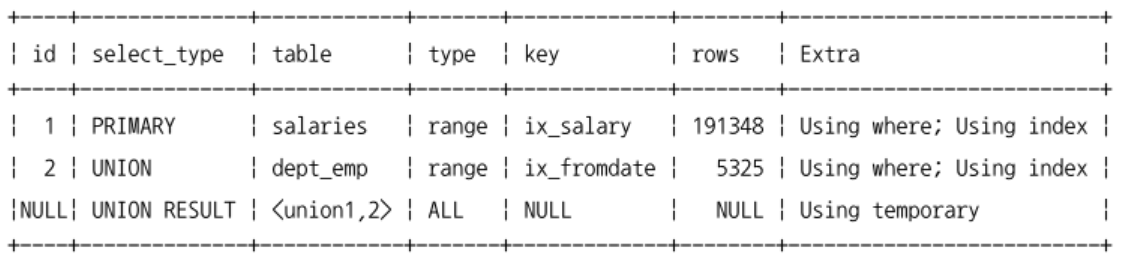 +----+--------------+------------+-------+-------------+--------+--------------------------+
| id | select_type | table | type | key | rows | Extra |
+----+--------------+------------+-------+-------------+--------+--------------------------+
| 1 | PRIMARY | salaries | range | ix_salary | 191348 | Using where; Using index |
| 2 | UNION | dept_emp | range | ix_fromdate | 5325 | Using where; Using index |
|NULL| UNION RESULT | <union1,2> | ALL | NULL | NULL | Using temporary |
+----+--------------+------------+-------+-------------+--------+--------------------------+